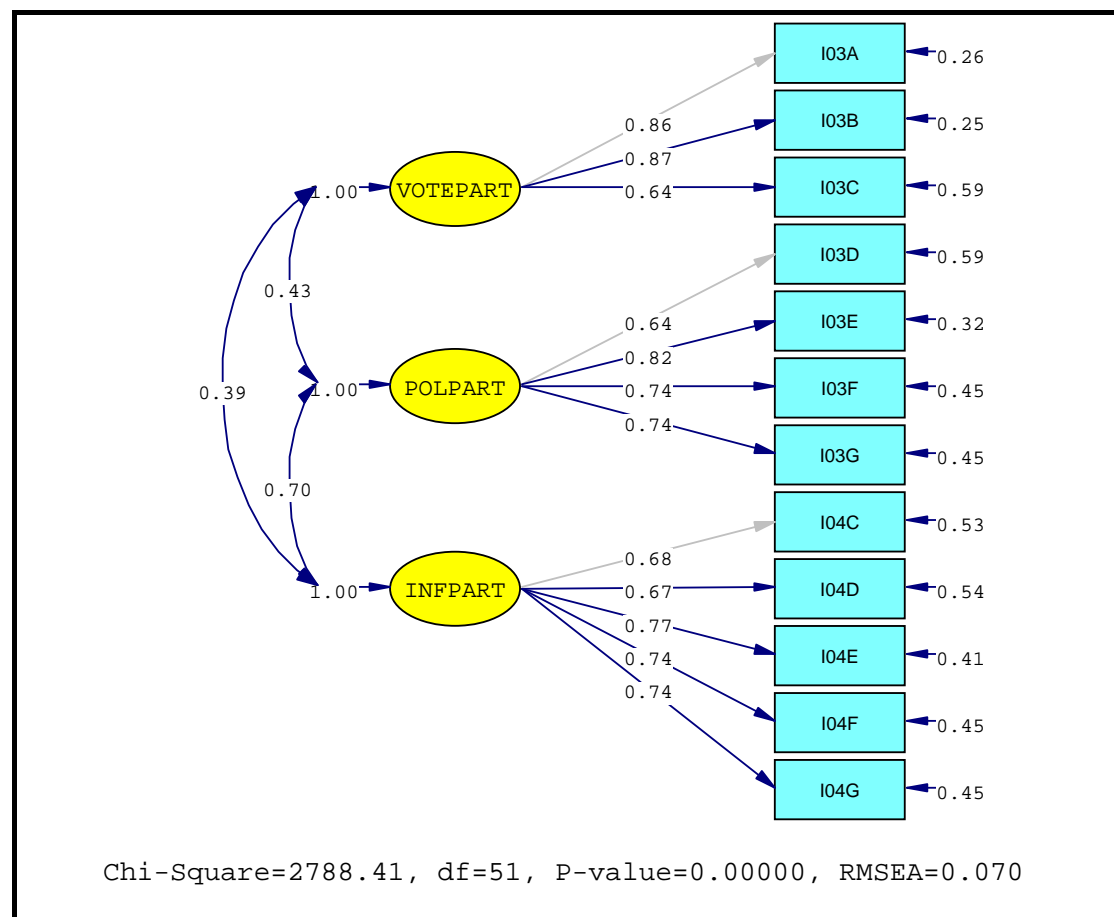 I03A
0.26
0.86
I03B
0.25
0.87
VOTEPART
1.00
I03C
0.59
0.64
I03D
0.59
0.43
0.64
I03E
0.32
0.82
POLPART
1.00
I03F
0.45
0.74
0.39
0.74
I03G
0.45
0.70
I04C
0.53
0.68
INFPART
1.00
I04D
0.54
0.67
0.77
I04E
0.41
0.74
0.74
I04F
0.45
I04G
0.45
Chi-Square=2788.41, df=51, P-value=0.00000, RMSEA=0.070